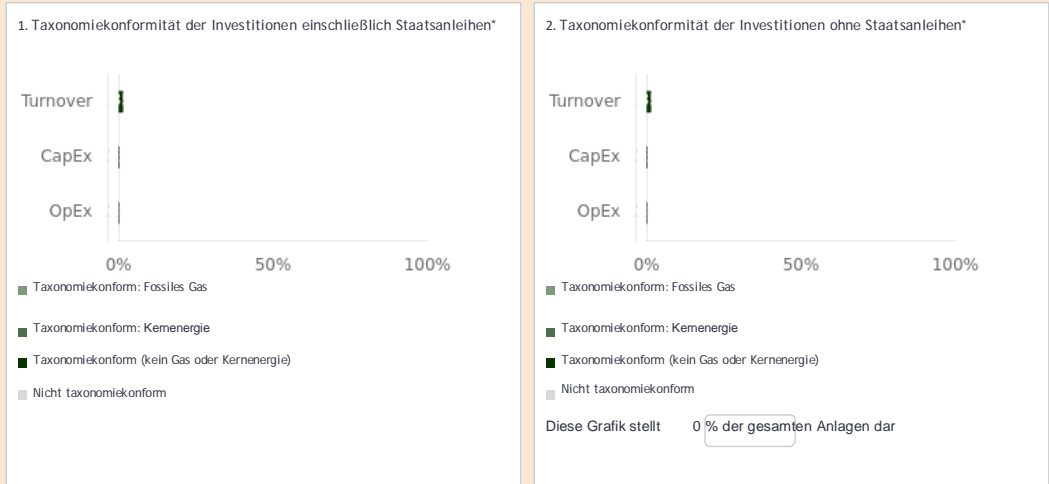 1. Taxonomiekonformität der Investitionen einschließlich Staatsanleihen*
Turnover
CapEx
OpEx
0% 50% 100%
Taxonomiekonform: Fossiles Gas
Taxonomiekonform: Kernenergie
Taxonomiekonform (kein Gas oder Kernenergie)
Nicht taxonomiekonform
2. Taxonomiekonformität der Investitionen ohne Staatsanleihen*
Turnover
CapEx
OpEx
0% 50% 100%
Taxonomiekonform: Fossiles Gas
Taxonomiekonform: Kernenergie
Taxonomiekonform (kein Gas oder Kernenergie)
Nicht taxonomiekonform
Diese Grafik stellt 0 % der gesamten Anlagen dar